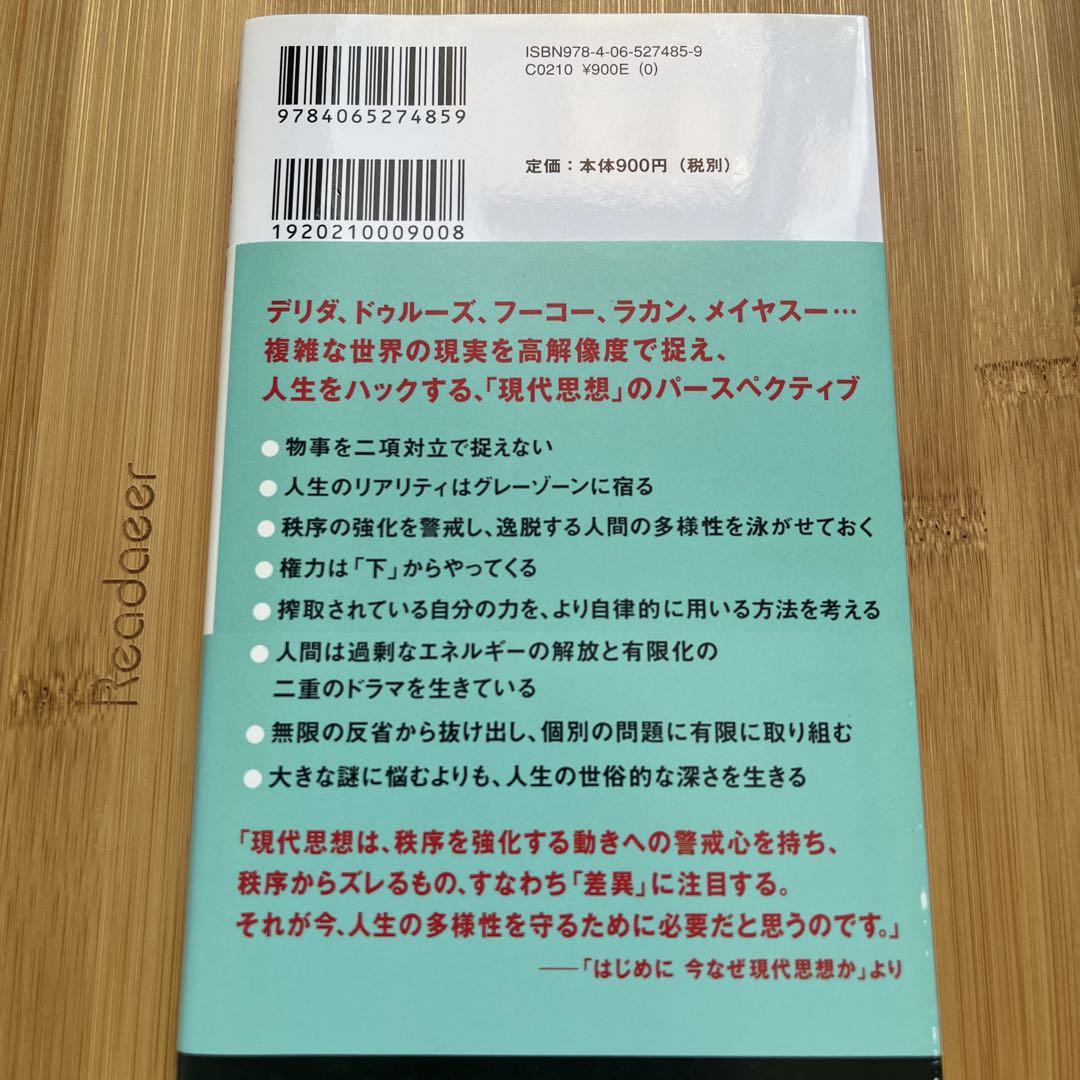 ISBN978-4-06-527485-9
C0210 ¥900E (0)
9784065274859
定価:本体900円(税別)
1920210009008
デリダ、ドゥルーズ、フーコー、ラカン、メイヤスー…
複雑な世界の現実を高解像度で捉え、
人生をハックする、「現代思想」のパースペクティブ
●物事を二項対立で捉えない
●人生のリアリティはグレーゾーンに宿る
●秩序の強化を警戒し、逸脱する人間の多様性を泳がせておく
●権力は「下」からやってくる
●搾取されている自分の力を、より自律的に用いる方法を考える
●人間は過剰なエネルギーの解放と有限化の
二重のドラマを生きている
●無限の反省から抜け出し、個別の問題に有限に取り組む
●大きな謎に悩むよりも、人生の世俗的な深さを生きる
「現代思想は、秩序を強化する動きへの警戒心を持ち、
秩序からズレるもの、すなわち「差異」に注目する。
それが今、人生の多様性を守るために必要だと思うのです。」
──「はじめに 今なぜ現代思想か」より
Readaeer